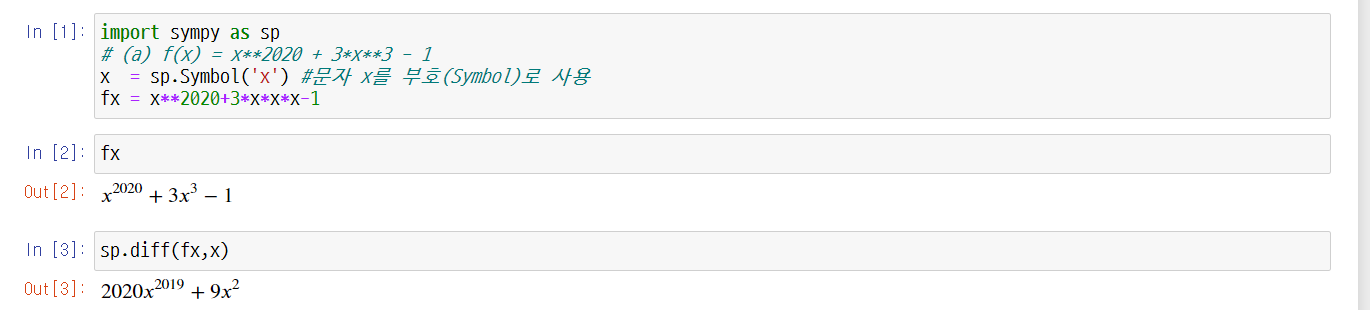 In [1]: import sympy as sp
# (a) f(x) = x**2020 + 3*x**3 - 1
x  = sp.Symbol('x') #문자 x를 부호(Symbol)로 사용
fx = x**2020+3*x*x*x-1
In [2]: fx
Out[2]: x²⁰²⁰ + 3x³ − 1
In [3]: sp.diff(fx,x)
Out[3]: 2020x²⁰¹⁹ + 9x²